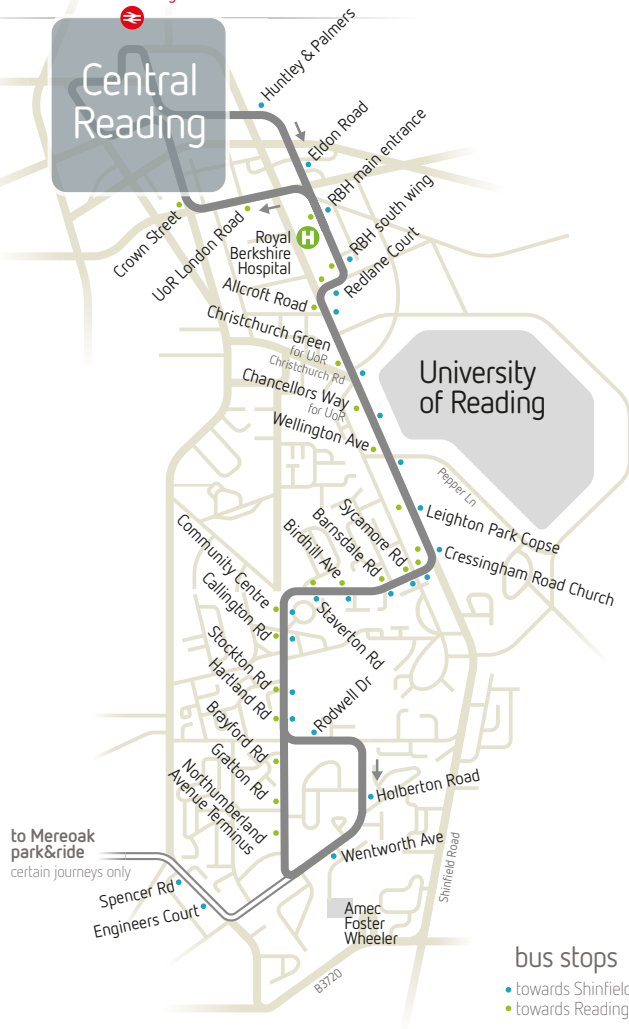 Central
Reading
Huntley & Palmers
Eldon Road
RBH main entrance
RBH south wing
Redlane Court
Crown Street
UoR London Road
H
Royal
Berkshire
Hospital
Allcroft Road
Christchurch Green
for UoR
Christchurch Rd
Chancellors Way
for UoR
Wellington Ave
University
of Reading
Pepper Ln
Leighton Park Copse
Cressingham Road Church
Sycamore Rd
Barnsdale Rd
Birdhill Ave
Community Centre
Callington Rd
Staverton Rd
Stockton Rd
Hartland Rd
Rodwell Dr
Brayford Rd
Gratton Rd
Northumberland
Avenue Terminus
Holberton Road
Wentworth Ave
to Mereoak
park&ride
certain journeys only
Spencer Rd
Engineers Court
Shinfield Road
Amec
Foster
Wheeler
B3720
bus stops
towards Shinfield
towards Reading